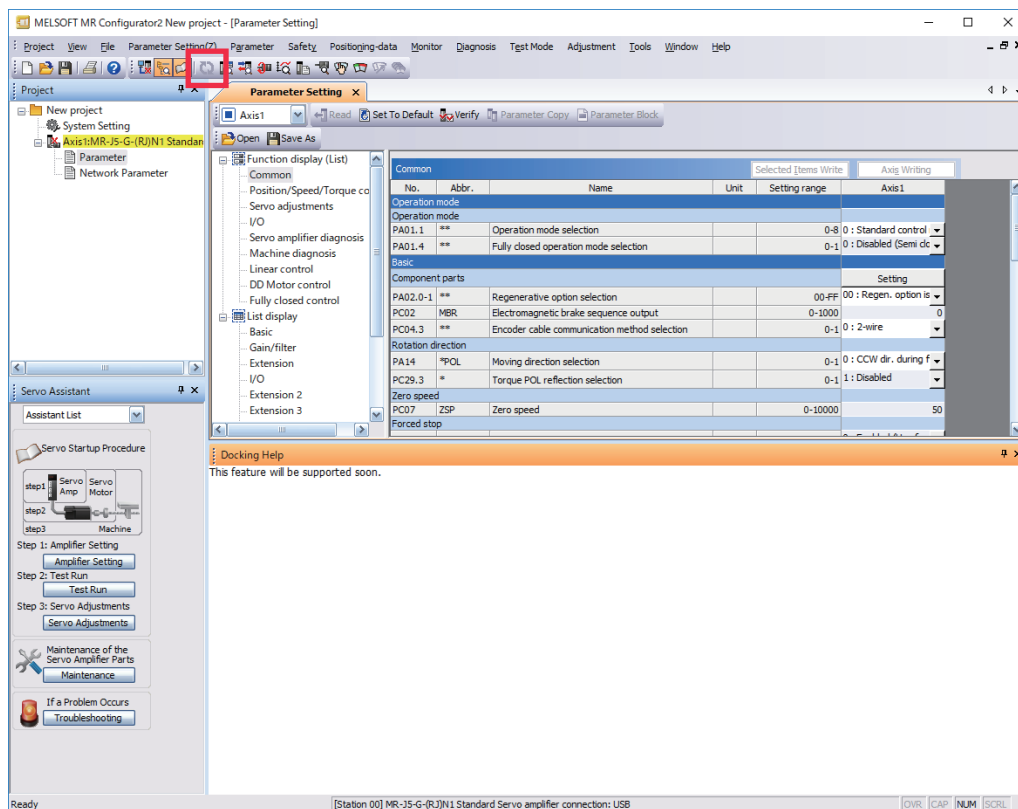 MELSOFT MR Configurator2 New project - [Parameter Setting]
Project View File Parameter Setting(Z) Parameter Safety Positioning-data Monitor Diagnosis Test Mode Adjustment Tools Window Help
Project
New project
System Setting
Axis1:MR-J5-G-(RJ)N1 Standar
Parameter
Network Parameter
Servo Assistant
Assistant List
Servo Startup Procedure
step1
Servo Amp
Servo Motor
step2
step3
Machine
Step 1: Amplifier Setting
Amplifier Setting
Step 2: Test Run
Test Run
Step 3: Servo Adjustments
Servo Adjustments
Maintenance of the
Servo Amplifier Parts
Maintenance
If a Problem Occurs
Troubleshooting
Parameter Setting
Axis1 Read Set To Default Verify Parameter Copy Parameter Block
Open Save As
Function display (List)
Common
Position/Speed/Torque co
Servo adjustments
I/O
Servo amplifier diagnosis
Machine diagnosis
Linear control
DD Motor control
Fully closed control
List display
Basic
Gain/filter
Extension
I/O
Extension 2
Extension 3
Common Selected Items Write Axis Writing
No. Abbr. Name Unit Setting range Axis1
Operation mode
Operation mode
PA01.1 ** Operation mode selection 0-8 0 : Standard control
PA01.4 ** Fully closed operation mode selection 0-1 0 : Disabled (Semi clc
Basic
Component parts Setting
PA02.0-1 ** Regenerative option selection 00-FF 00 : Regen. option is
PC02 MBR Electromagnetic brake sequence output 0-1000 0
PC04.3 ** Encoder cable communication method selection 0-1 0 : 2-wire
Rotation direction
PA14 *POL Moving direction selection 0-1 0 : CCW dir. during f
PC29.3 * Torque POL reflection selection 0-1 1 : Disabled
Zero speed
PC07 ZSP Zero speed 0-10000 50
Forced stop
Docking Help
This feature will be supported soon.
Ready [Station 00] MR-J5-G-(RJ)N1 Standard Servo amplifier connection: USB OVR CAP NUM SCRL